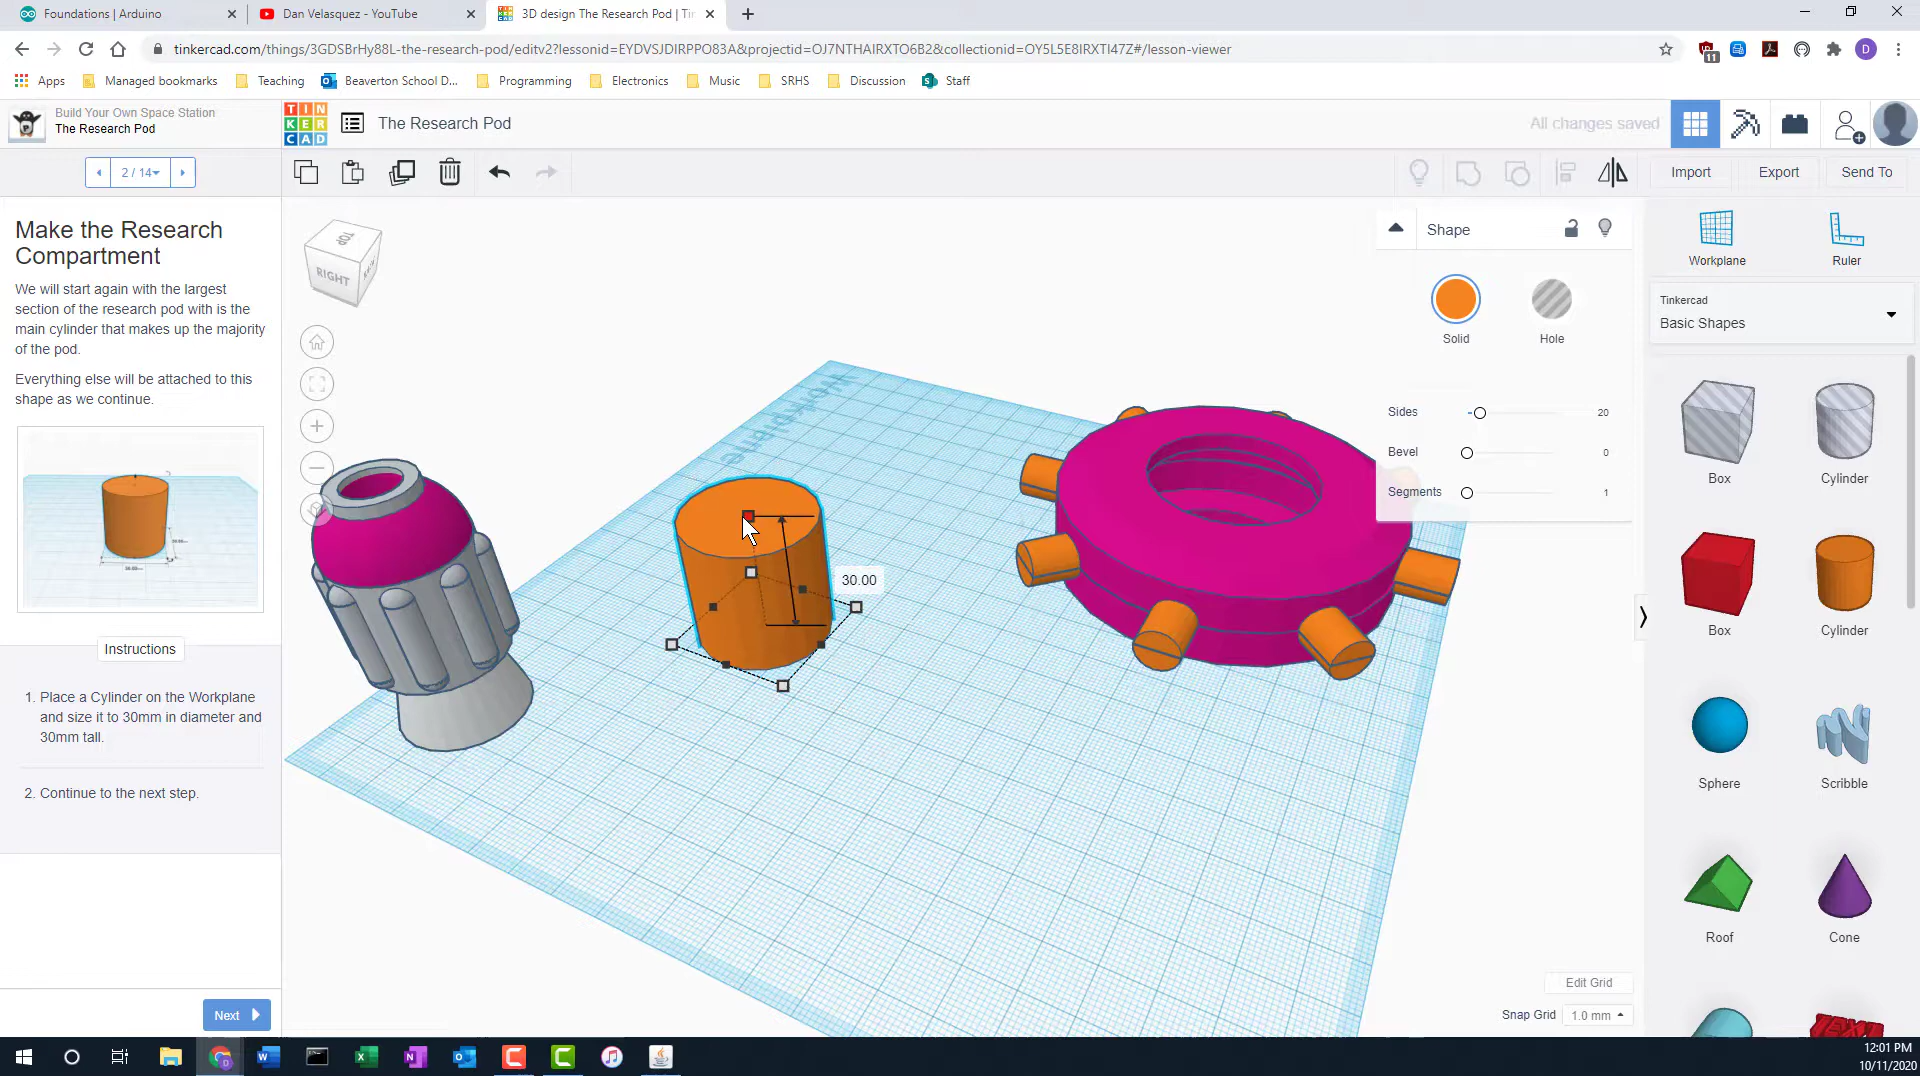 Foundations | Arduino
Dan Velasquez - YouTube
3D design The Research Pod | Tin
tinkercad.com/things/3GDSBrHy88L-the-research-pod/editv2?lessonid=EYDVSJDIRPPO83A&projectid=OJ7NTHAIRXTO6B2&collectionid=OY5L5E8IRXTI47Z#/lesson-viewer
11
D
Apps
Managed bookmarks
Teaching
Beaverton School D...
Programming
Electronics
Music
SRHS
Discussion
Staff
Build Your Own Space Station
The Research Pod
TIN
KER
CAD
The Research Pod
All changes saved
2 / 14
Import
Export
Send To
Make the Research
Compartment
We will start again with the largest
section of the research pod with is the
main cylinder that makes up the majority
of the pod.
Everything else will be attached to this
shape as we continue.
Instructions
1. Place a Cylinder on the Workplane
and size it to 30mm in diameter and
30mm tall.
2. Continue to the next step.
Next
TOP
RIGHT
Workplane
30.00
Shape
Solid
Hole
Sides
20
Bevel
0
Segments
1
Workplane
Ruler
Tinkercad
Basic Shapes
Box
Cylinder
Box
Cylinder
Sphere
Scribble
Roof
Cone
TEXT
Edit Grid
Snap Grid
1.0 mm
12:01 PM
10/11/2020